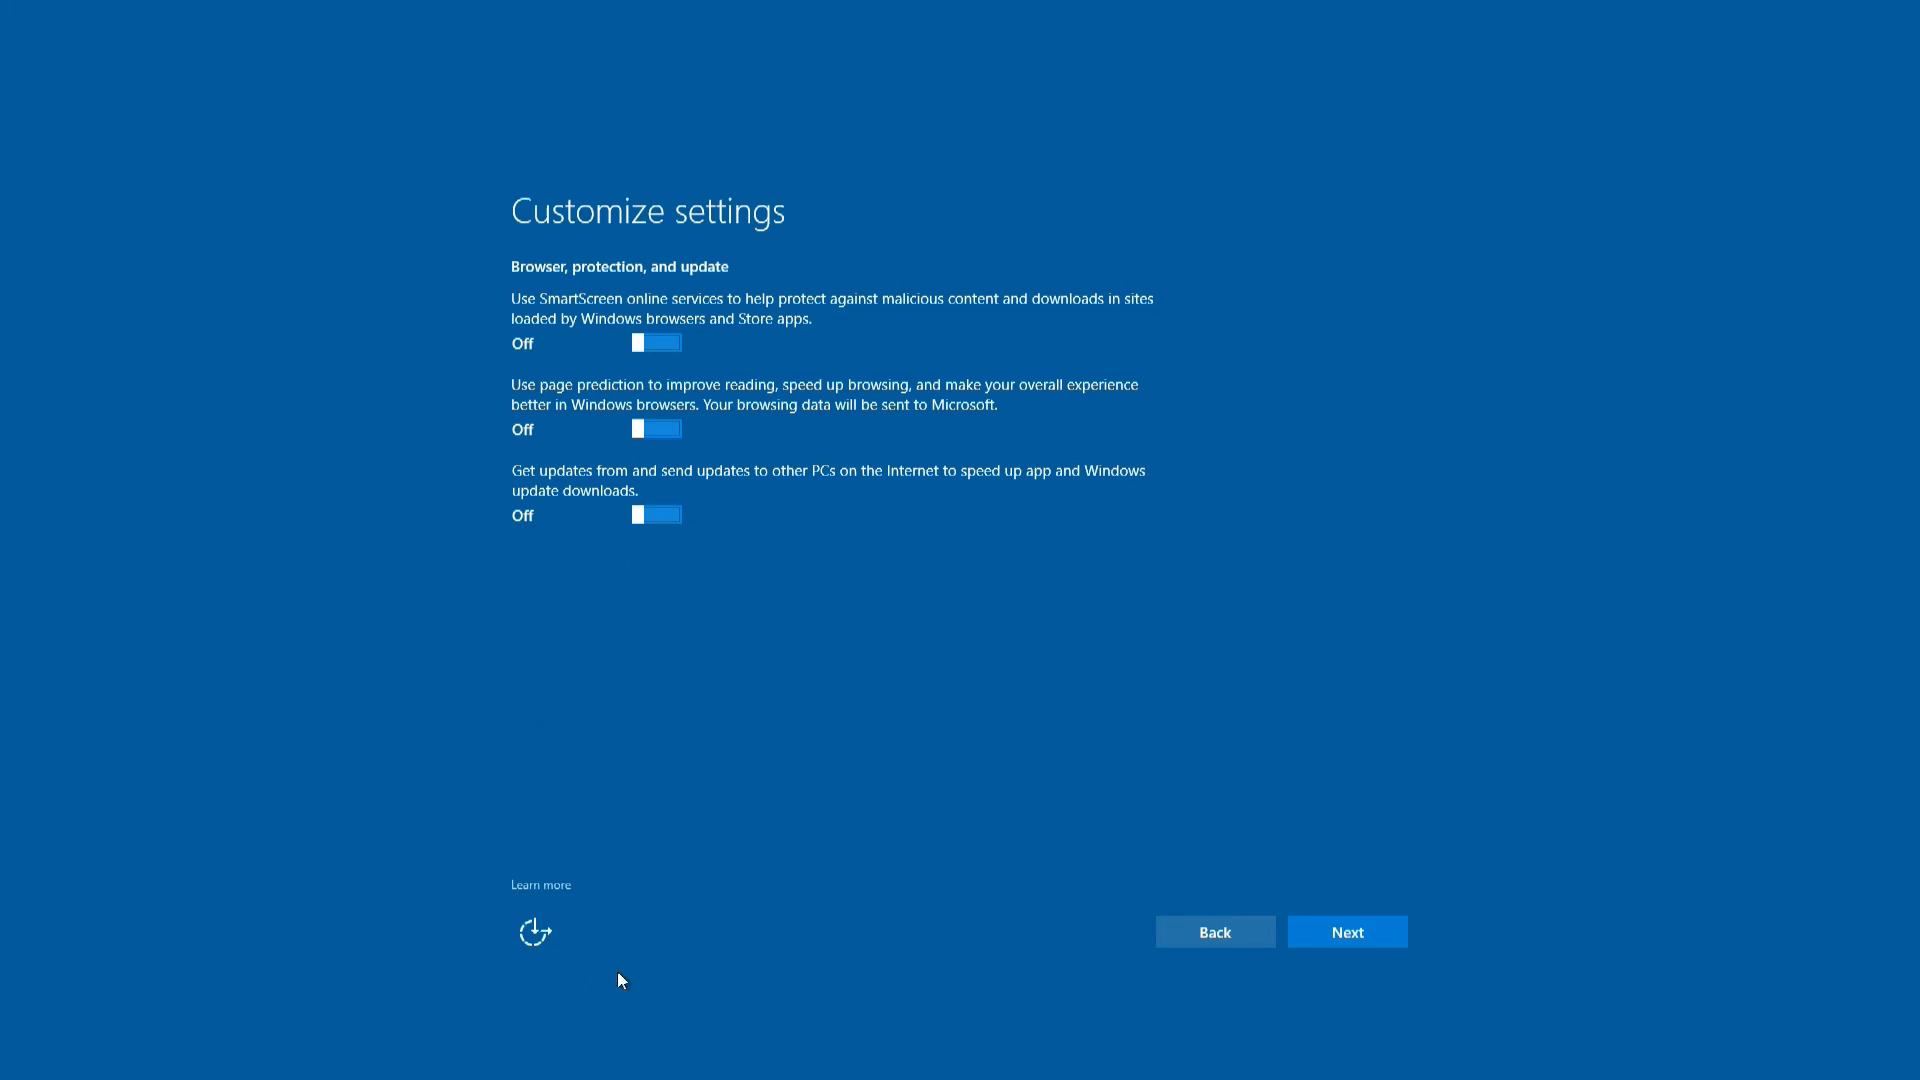 Customize settings
Browser, protection, and update
Use SmartScreen online services to help protect against malicious content and downloads in sites
loaded by Windows browsers and Store apps.
Off
Use page prediction to improve reading, speed up browsing, and make your overall experience
better in Windows browsers. Your browsing data will be sent to Microsoft.
Off
Get updates from and send updates to other PCs on the Internet to speed up app and Windows
update downloads.
Off
Learn more
Back
Next